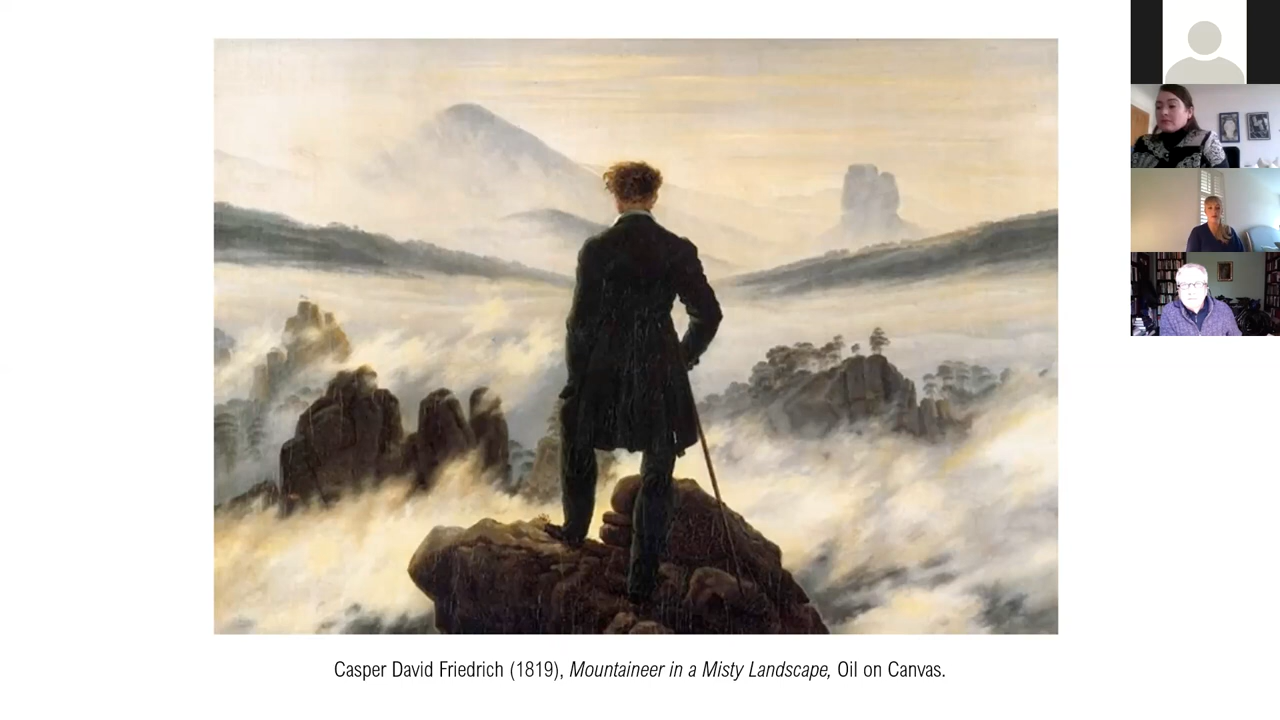 Casper David Friedrich (1819), Mountaineer in a Misty Landscape, Oil on Canvas.